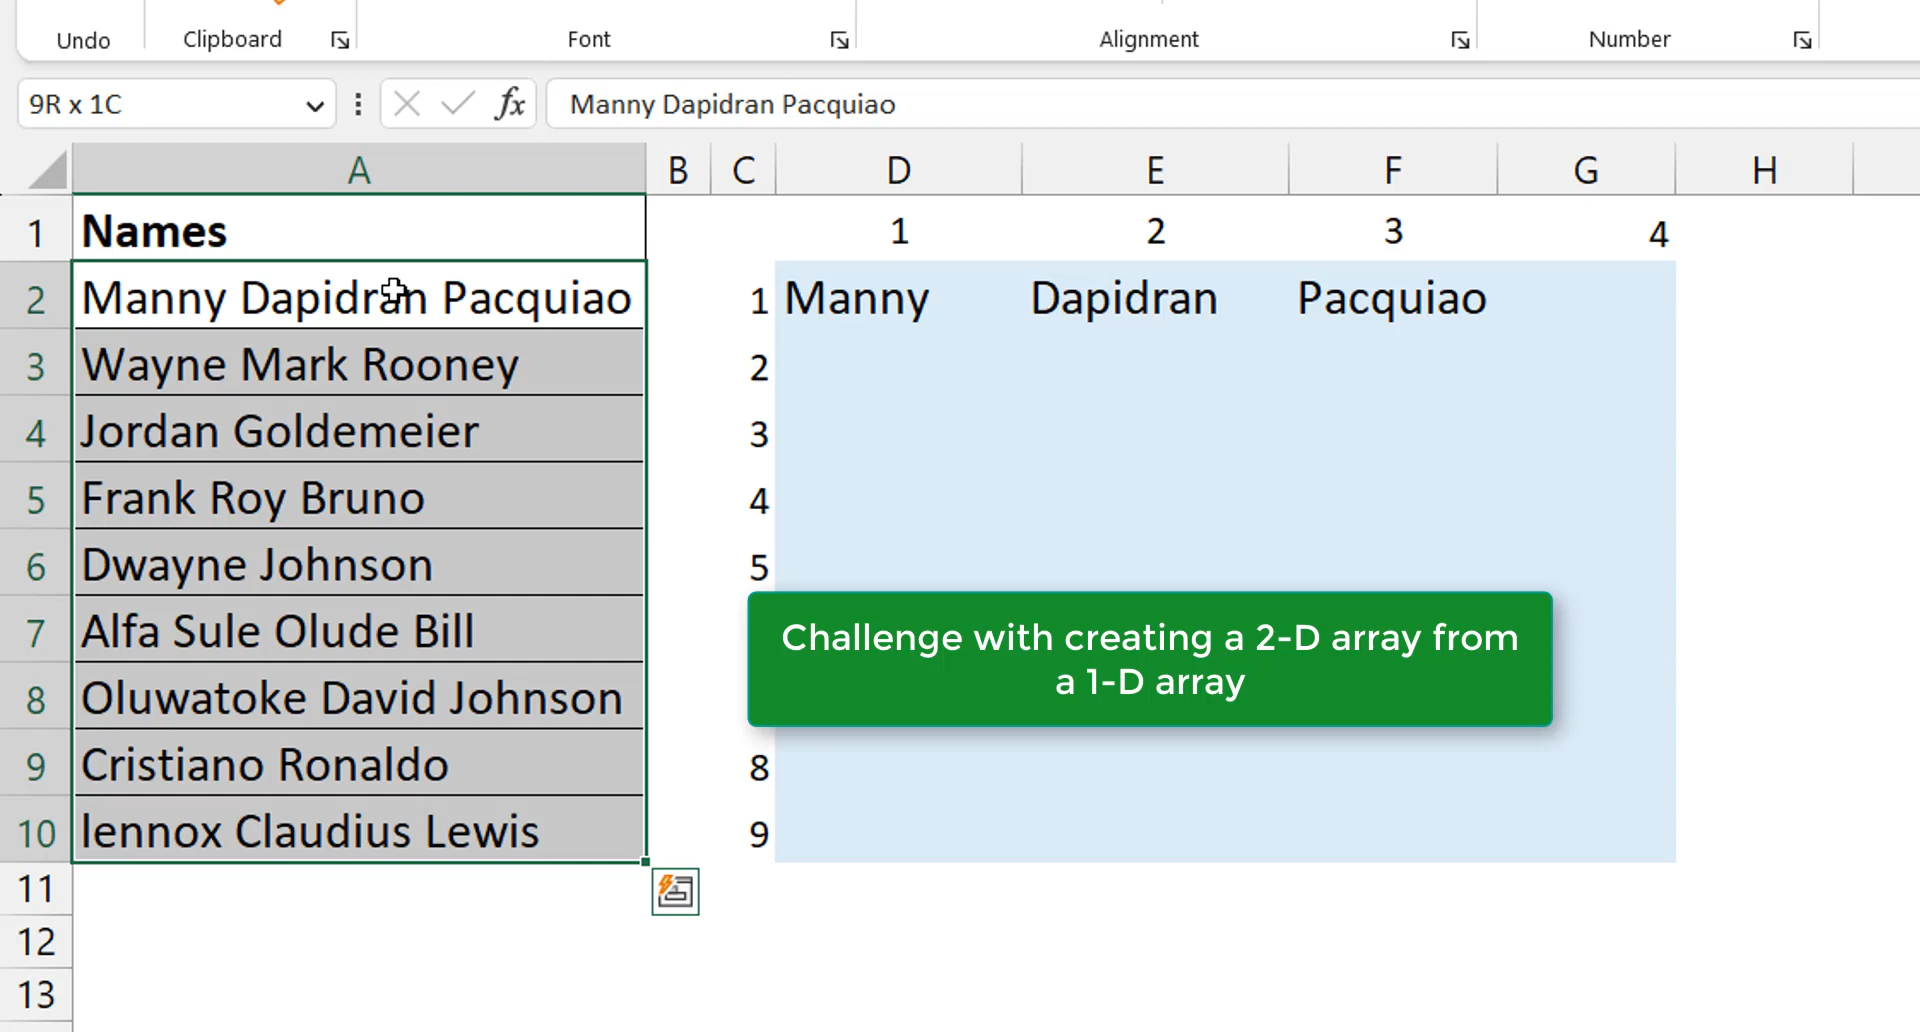 Undo Clipboard Font Alignment Number
9R x 1C fx Manny Dapidran Pacquiao
A B C D E F G H
1 Names 1 2 3 4
2 Manny Dapidran Pacquiao 1 Manny Dapidran Pacquiao
3 Wayne Mark Rooney 2
4 Jordan Goldemeier 3
5 Frank Roy Bruno 4
6 Dwayne Johnson 5
7 Alfa Sule Olude Bill
Challenge with creating a 2-D array from
a 1-D array
8 Oluwatoke David Johnson
9 Cristiano Ronaldo 8
10 lennox Claudius Lewis 9
11
12
13